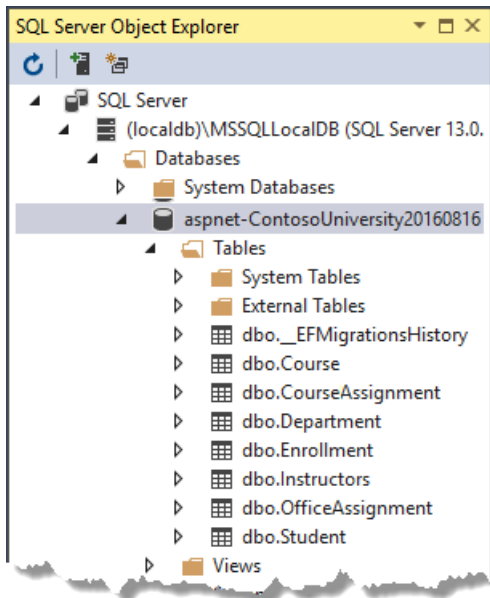 SQL Server Object Explorer
SQL Server
(localdb)\MSSQLLocalDB (SQL Server 13.0.
Databases
System Databases
aspnet-ContosoUniversity20160816
Tables
System Tables
External Tables
dbo.__EFMigrationsHistory
dbo.Course
dbo.CourseAssignment
dbo.Department
dbo.Enrollment
dbo.Instructors
dbo.OfficeAssignment
dbo.Student
Views